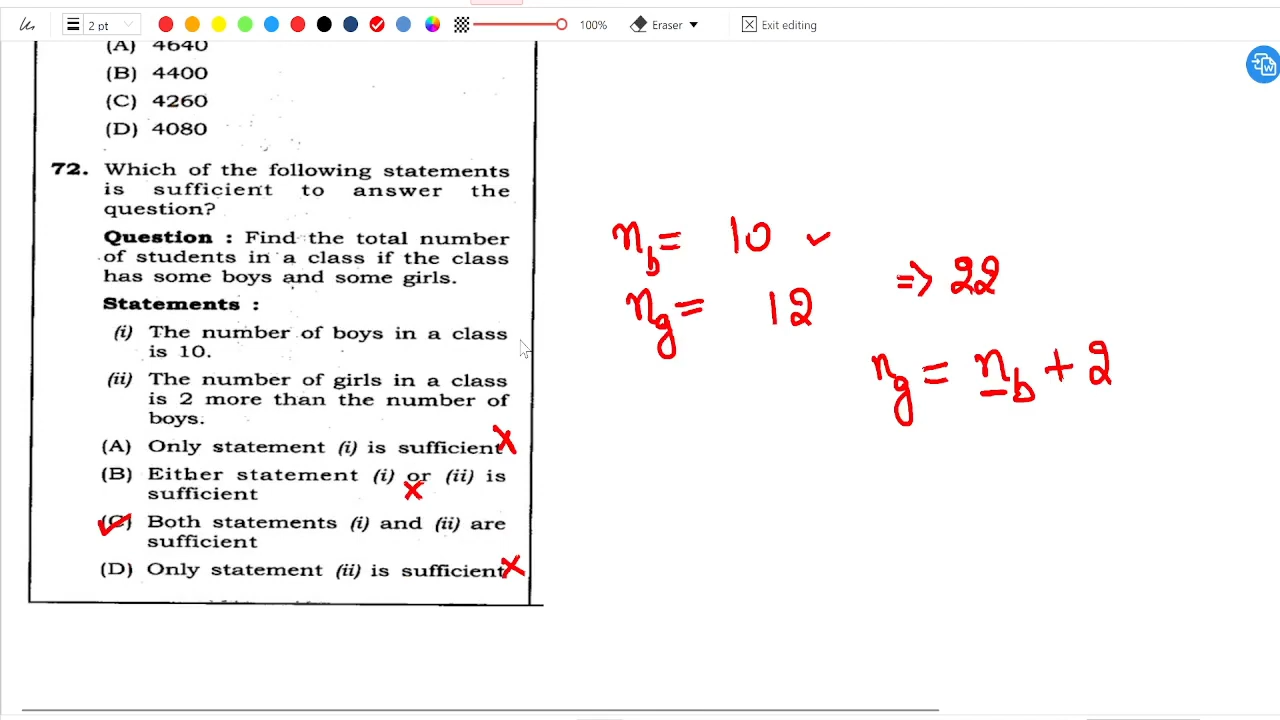 2 pt
100%
Eraser
Exit editing
(A) 4640
(B) 4400
(C) 4260
(D) 4080
72. Which of the following statements
is sufficient to answer the
question?
Question : Find the total number
of students in a class if the class
has some boys and some girls.
Statements :
(i) The number of boys in a class
is 10.
(ii) The number of girls in a class
is 2 more than the number of
boys.
(A) Only statement (i) is sufficient
(B) Either statement (i) or (ii) is
sufficient
(C) Both statements (i) and (ii) are
sufficient
(D) Only statement (ii) is sufficient
n_b = 10
n_g = 12
=> 22
n_g = n_b + 2